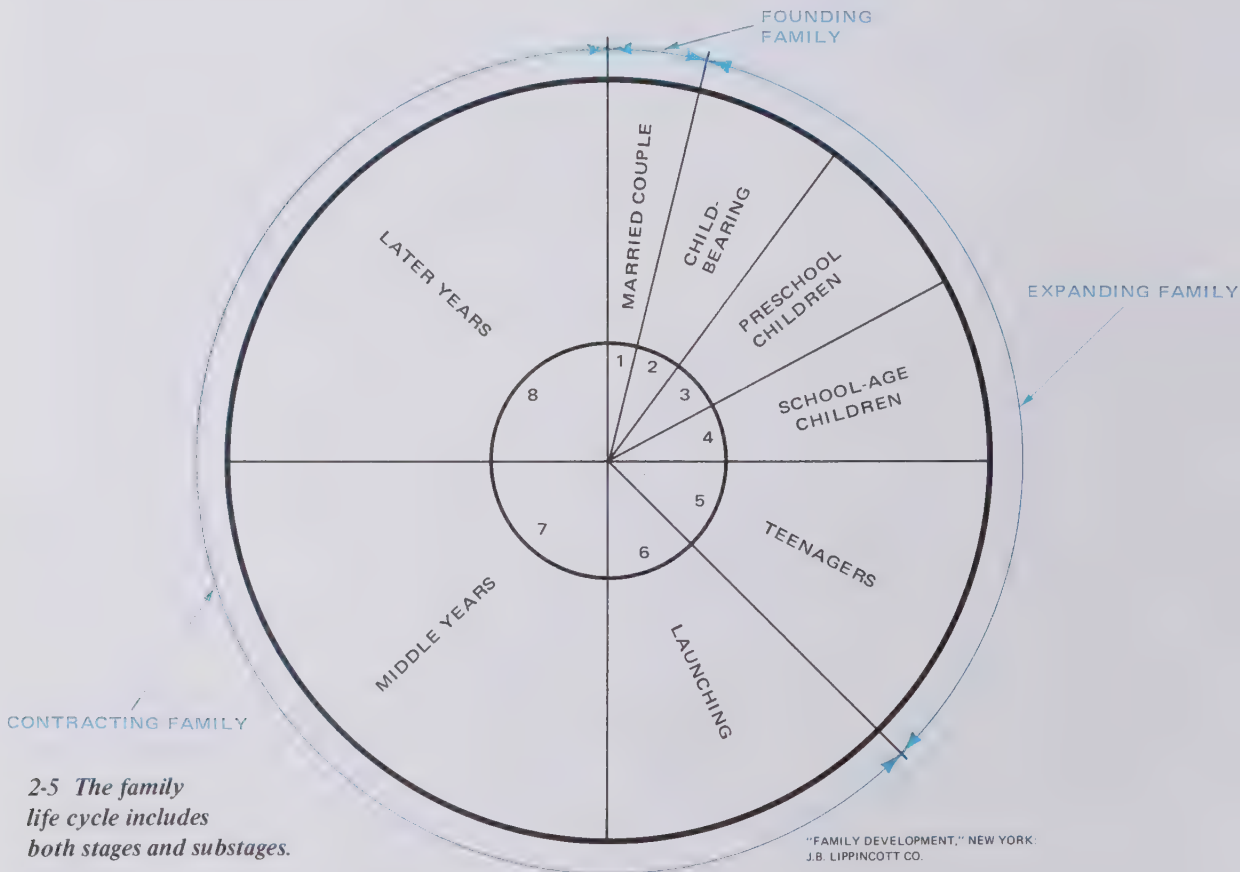 FOUNDING
FAMILY
MARRIED COUPLE
CHILD-
BEARING
PRESCHOOL
CHILDREN
EXPANDING FAMILY
SCHOOL-AGE
CHILDREN
LATER YEARS
1
2
3
4
5
6
7
8
TEENAGERS
LAUNCHING
MIDDLE YEARS
CONTRACTING FAMILY
2-5 The family
life cycle includes
both stages and substages.
"FAMILY DEVELOPMENT," NEW YORK:
J.B. LIPPINCOTT CO.